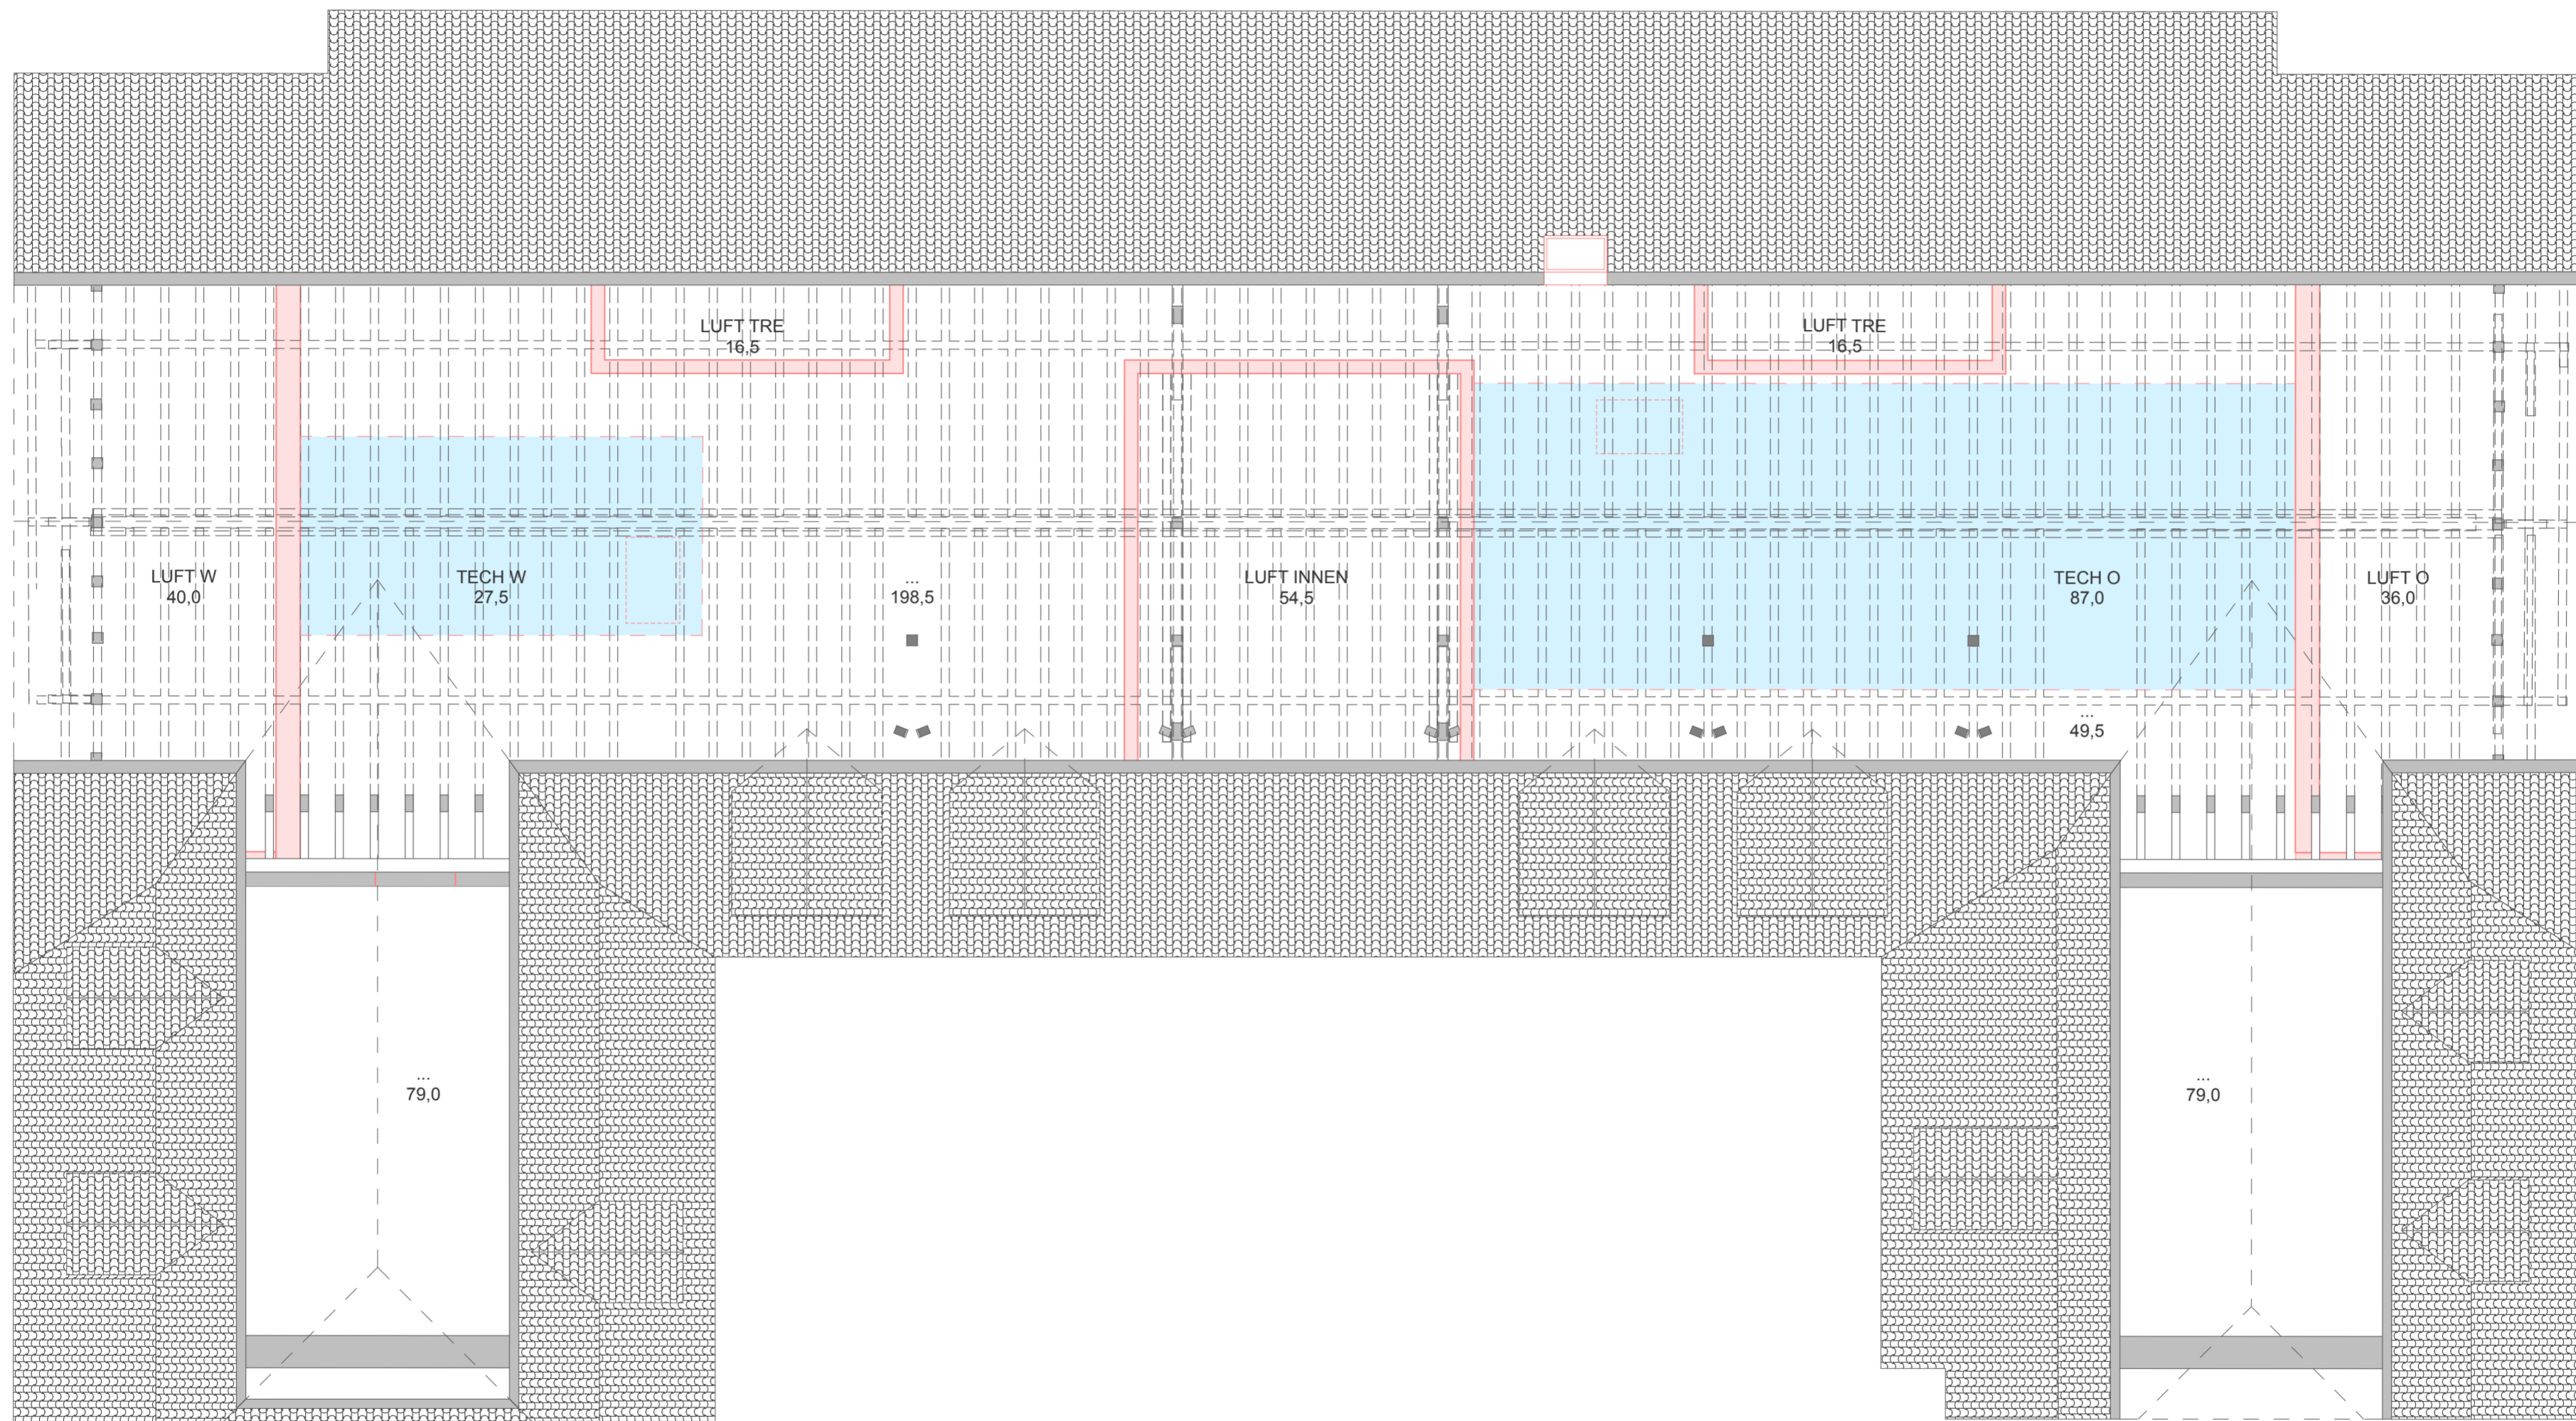 LUFT TRE
16,5
LUFT TRE
16,5
LUFT W
40,0
TECH W
27,5
...
198,5
LUFT INNEN
54,5
TECH O
87,0
LUFT O
36,0
...
49,5
...
79,0
...
79,0